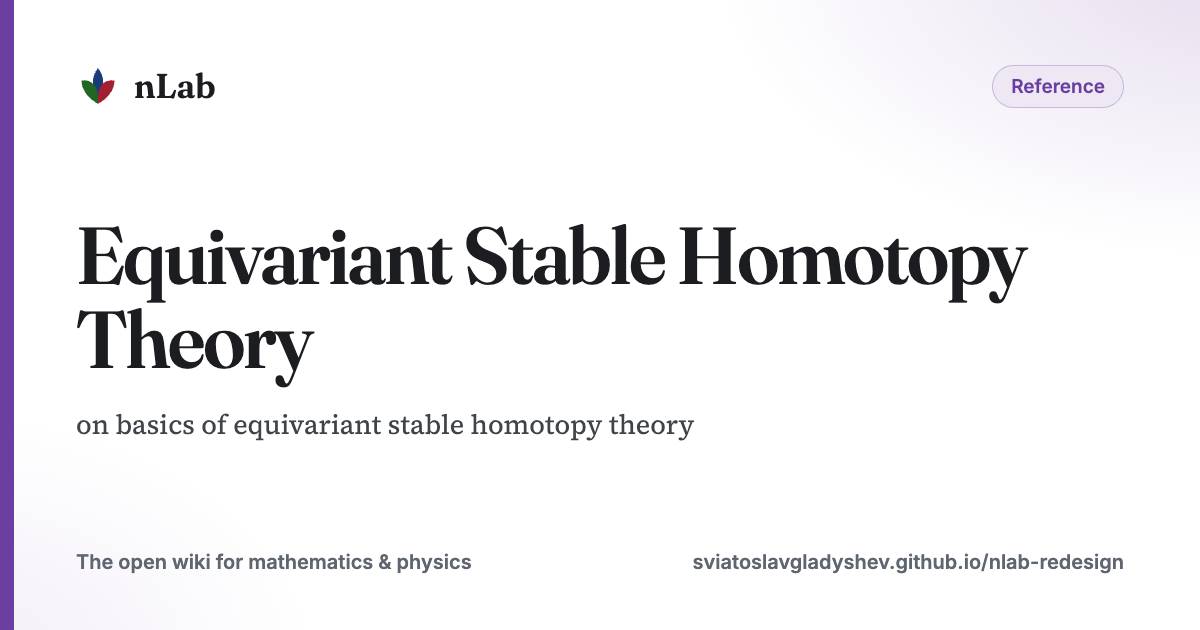 nLab
Reference
Equivariant Stable Homotopy
Theory
on basics of equivariant stable homotopy theory
The open wiki for mathematics & physics
sviatoslavgladyshev.github.io/nlab-redesign